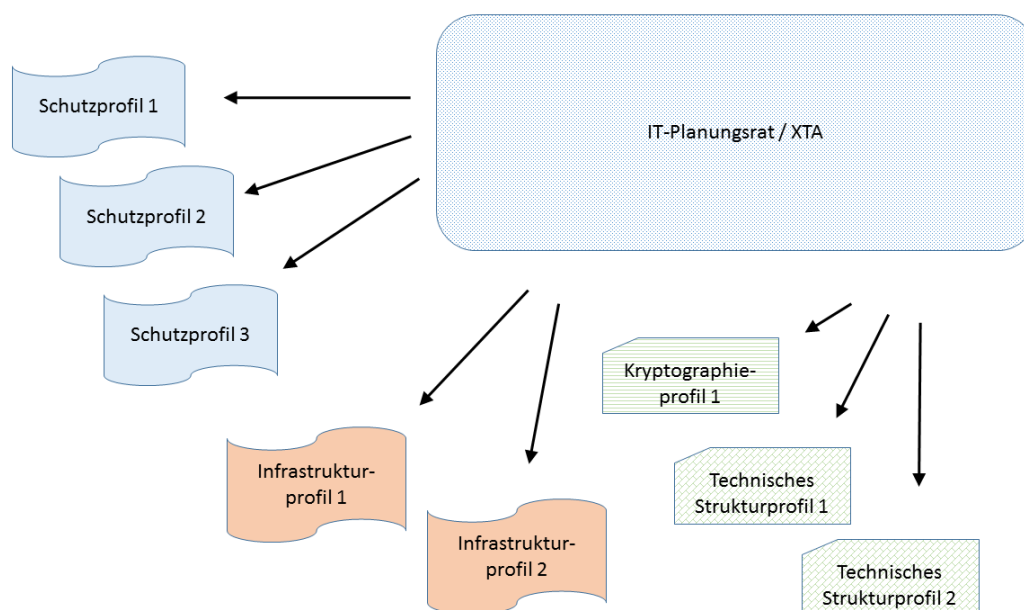 IT-Planungsrat / XTA
Schutzprofil 1
Schutzprofil 2
Schutzprofil 3
Kryptographie-
profil 1
Infrastruktur-
profil 1
Technisches
Strukturprofil 1
Infrastruktur-
profil 2
Technisches
Strukturprofil 2